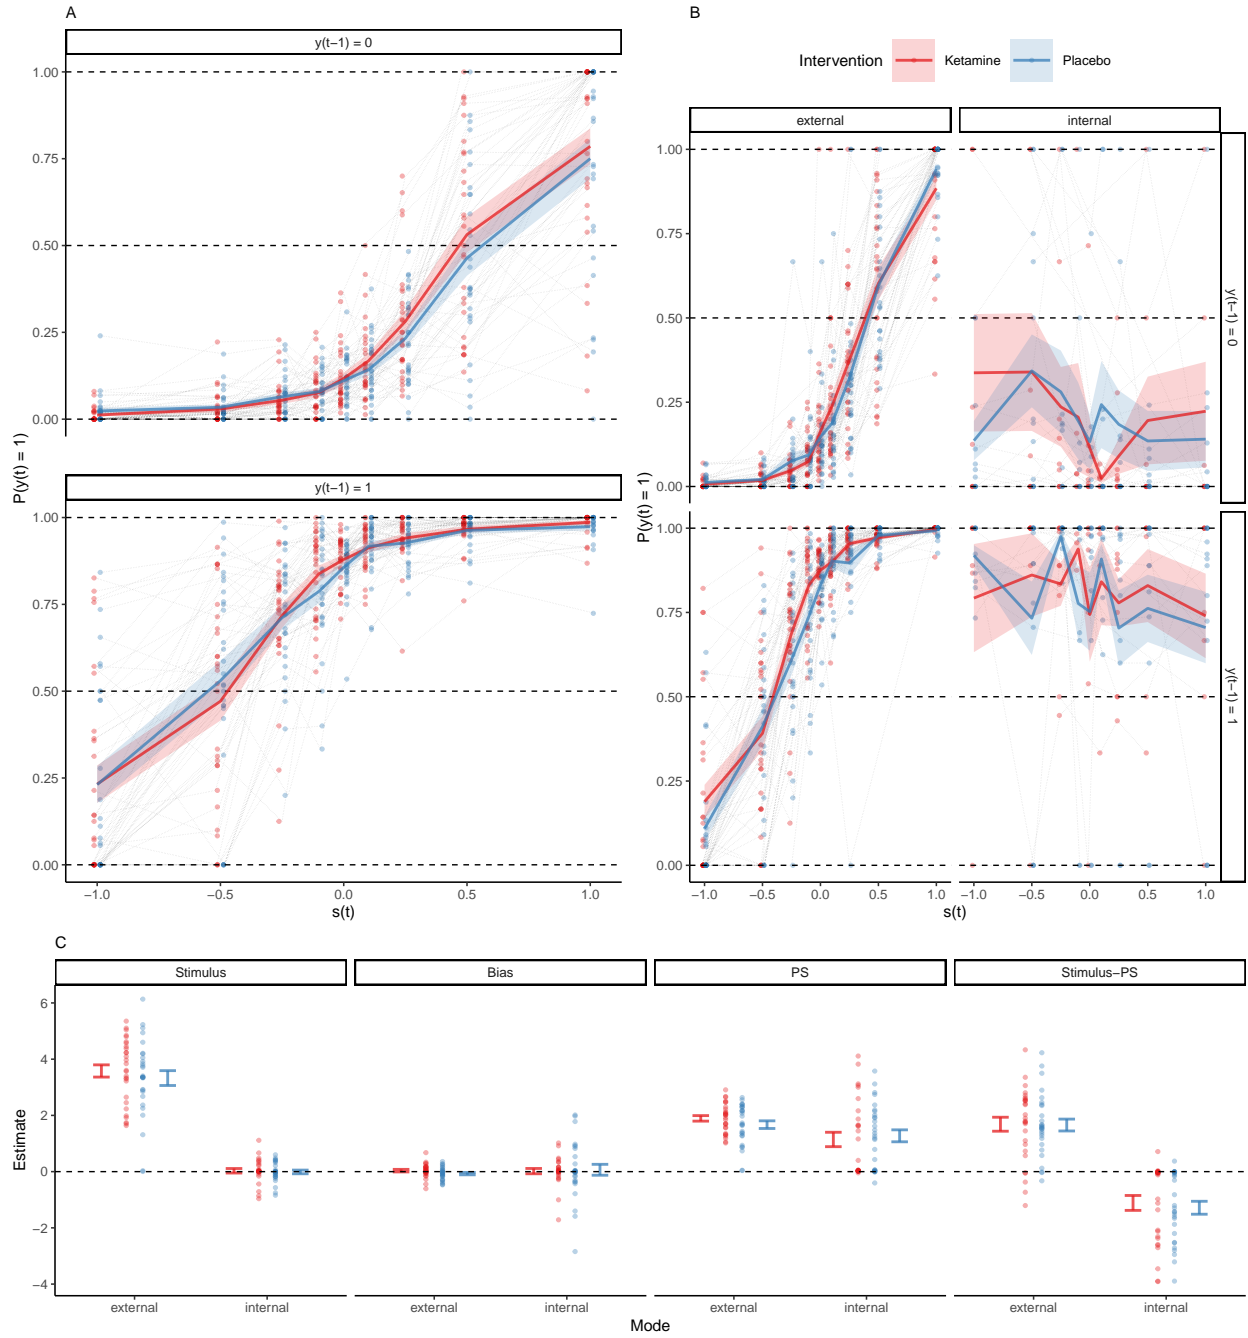 A
y(t−1) = 0
1.00
0.75
0.50
0.25
0.00
y(t−1) = 1
1.00
0.75
0.50
0.25
0.00
P(y(t) = 1)
−1.0 −0.5 0.0 0.5 1.0
s(t)
B
Intervention Ketamine Placebo
external internal
1.00
0.75
0.50
0.25
0.00
y(t−1) = 0
1.00
0.75
0.50
0.25
0.00
y(t−1) = 1
P(y(t) = 1)
−1.0 −0.5 0.0 0.5 1.0 −1.0 −0.5 0.0 0.5 1.0
s(t)
C
Stimulus Bias PS Stimulus−PS
6
4
2
0
−2
−4
Estimate
external internal external internal external internal external internal
Mode